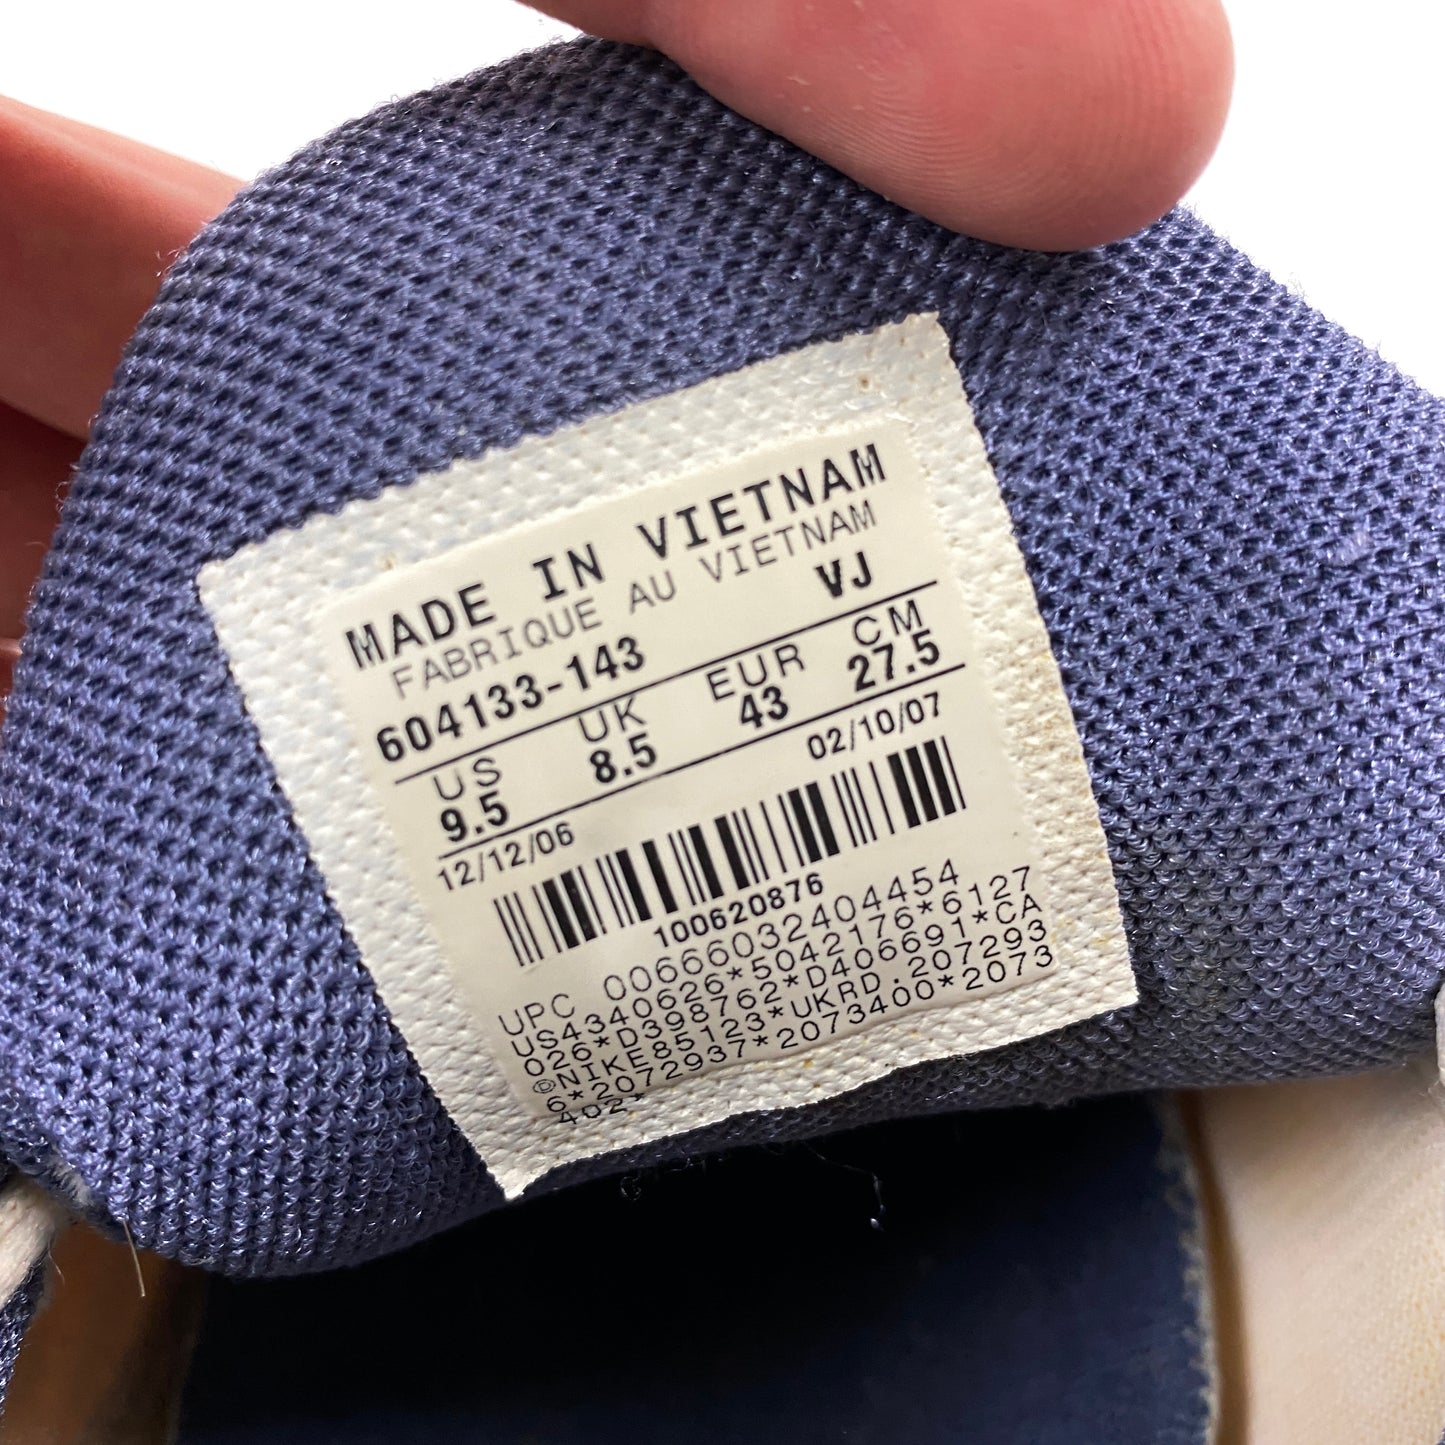 MADE IN VIETNAM
FABRIQUE AU VIETNAM
604133-143 VJ
US UK EUR CM
9.5 8.5 43 27.5
12/12/06 02/10/07
100620876
UPC 00666032404454
US4340626*5042176*6127
026*D398762*D406691*CA
©NIKE85123*UKRD.207293
6*2072937*2073400*2073
402*